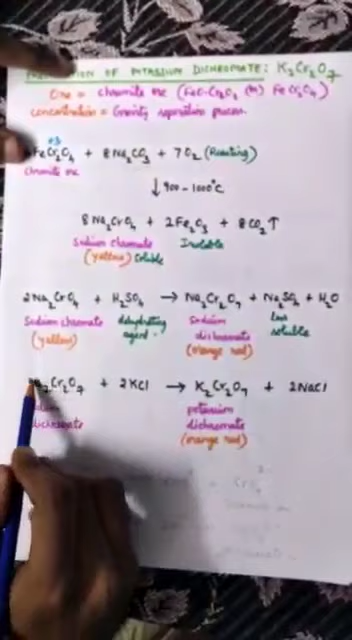 OF POTASSIUM DICHROMATE: K₂Cr₂O₇
Ore = chromite ore (FeO·Cr₂O₃ (or) FeCr₂O₄)
concentration = Gravity separation process.
+3
FeCr₂O₄ + 8Na₂CO₃ + 7O₂ (Roasting)
chromite ore
↓ 900-1000°C
8Na₂CrO₄ + 2Fe₂O₃ + 8CO₂↑
Sodium chromate Insoluble
(yellow) soluble
2Na₂CrO₄ + H₂SO₄ → Na₂Cr₂O₇ + Na₂SO₄ + H₂O
Sodium chromate dehydrating Sodium less
(yellow) agent. dichromate soluble
(orange red)
Cr₂O₇ + 2KCl → K₂Cr₂O₇ + 2NaCl
dichromate potassium
dichromate
(orange red)